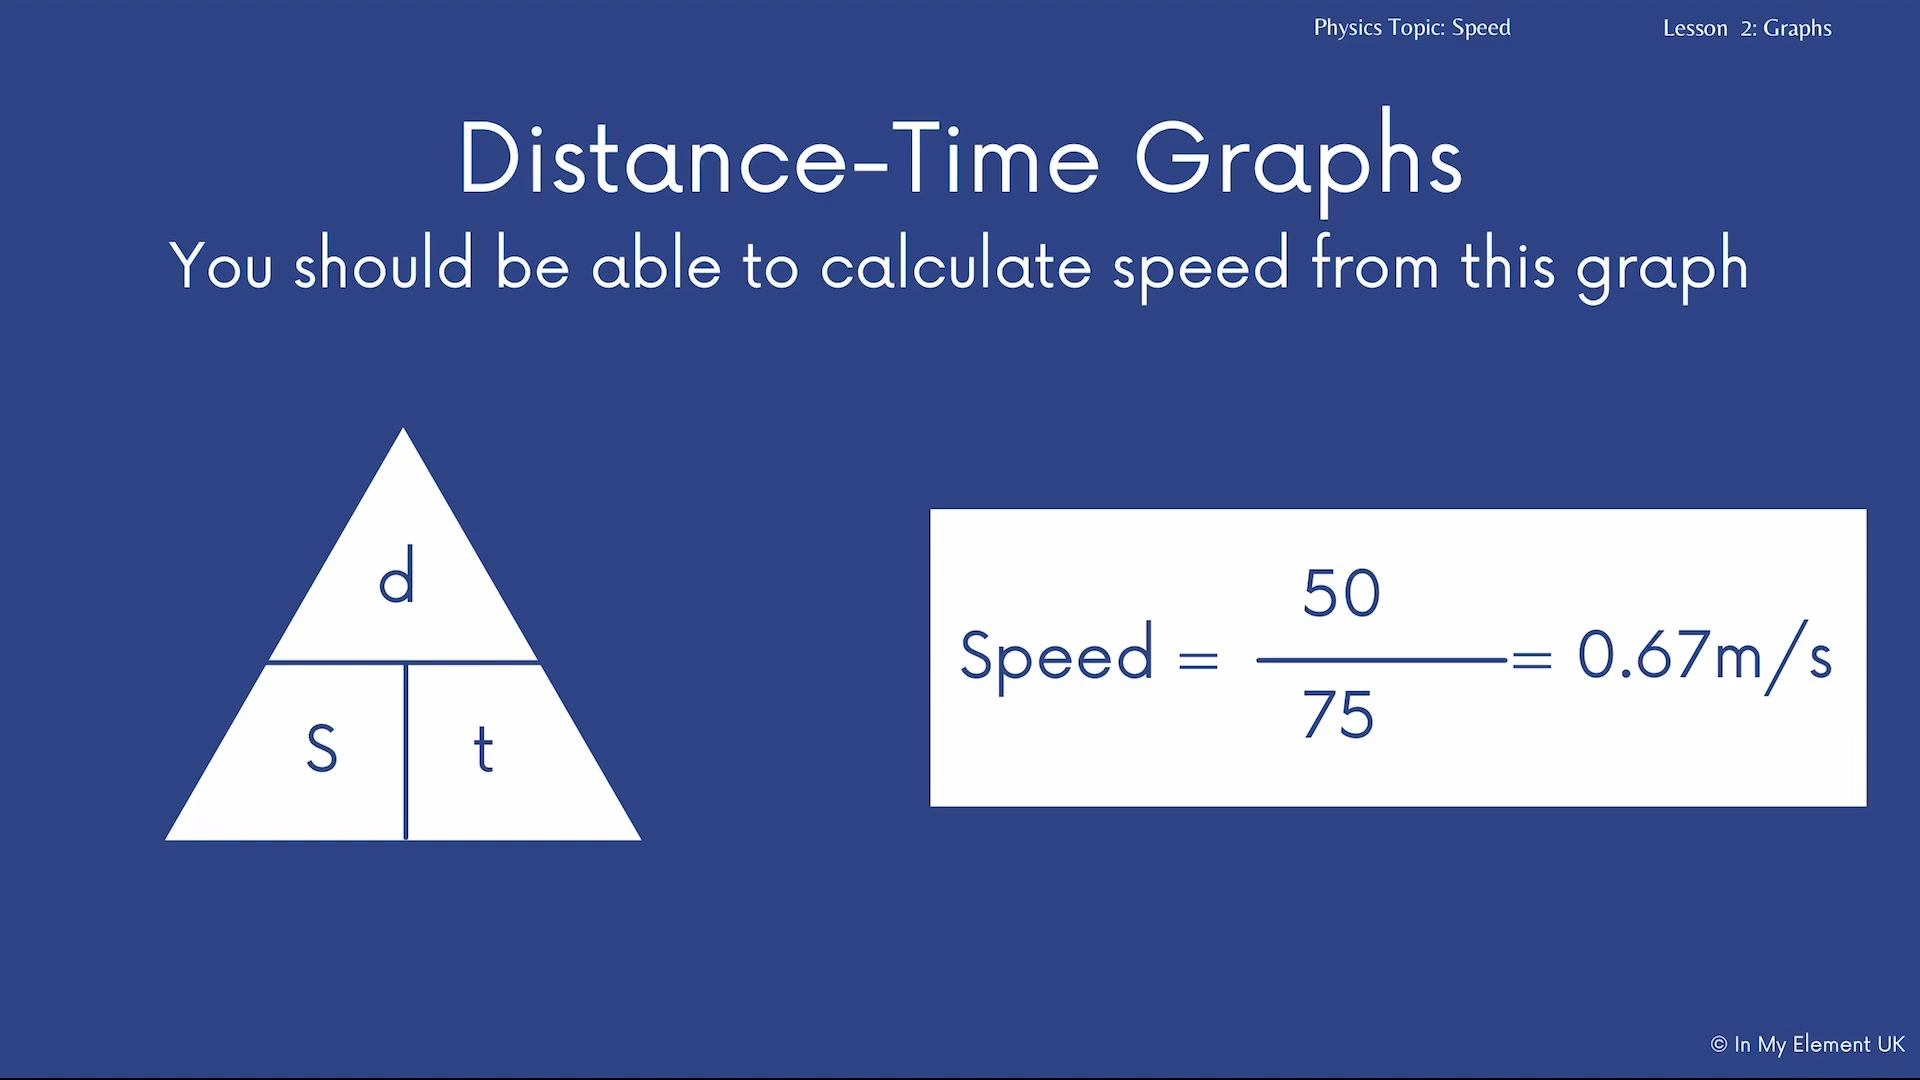 Physics Topic: Speed
Lesson 2: Graphs
Distance-Time Graphs
You should be able to calculate speed from this graph
d
S t
50
Speed = = 0.67m/s
75
© In My Element UK